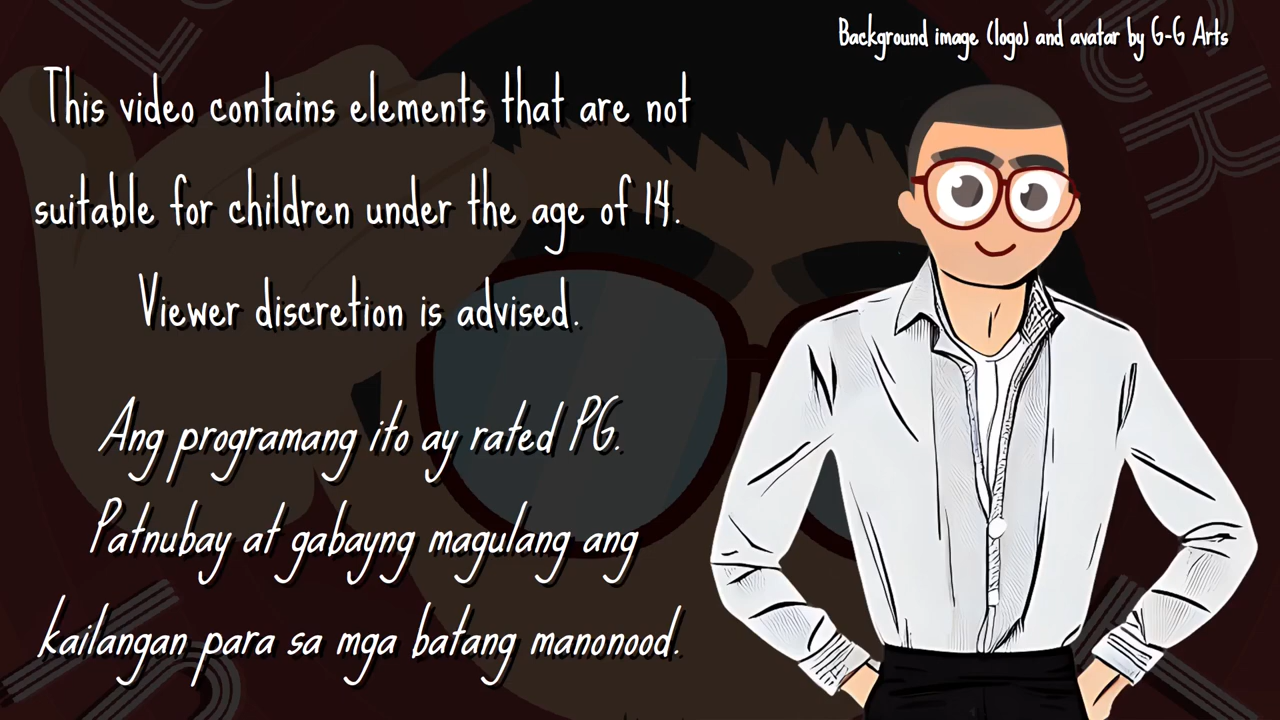 Background image (logo) and avatar by G-G Arts
This video contains elements that are not
suitable for children under the age of 14.
Viewer discretion is advised.
Ang programang ito ay rated PG.
Patnubay at gabayng magulang ang
kailangan para sa mga batang manonood.